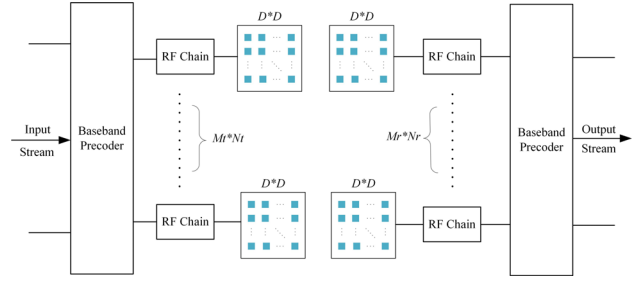 D*D
D*D
RF Chain
RF Chain
Input
Stream
Baseband
Precoder
Mt*Nt
Mr*Nr
Baseband
Precoder
Output
Stream
D*D
D*D
RF Chain
RF Chain